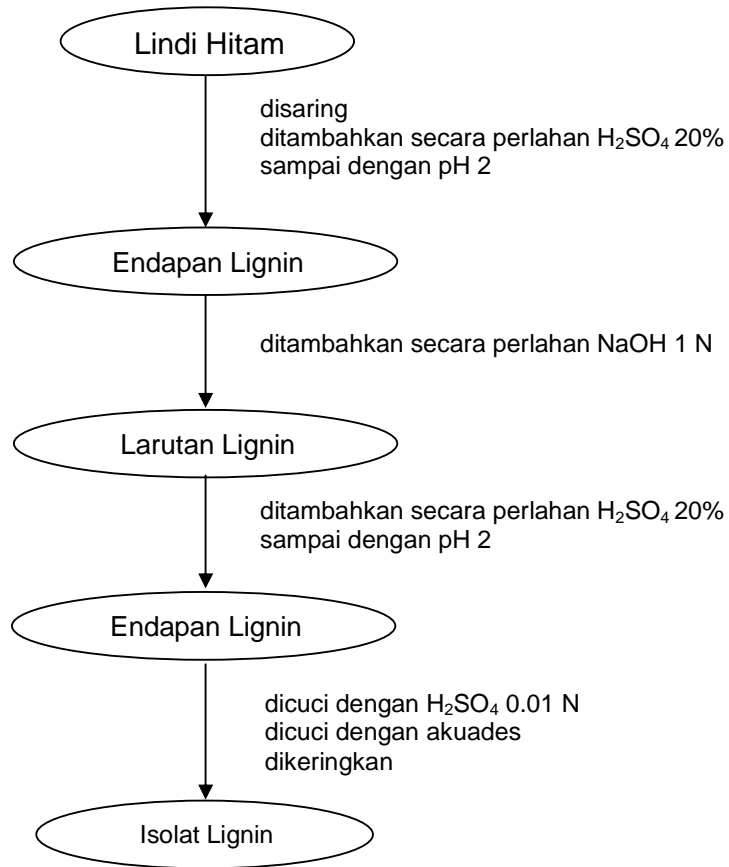 Lindi Hitam
disaring
ditambahkan secara perlahan H₂SO₄ 20%
sampai dengan pH 2
Endapan Lignin
ditambahkan secara perlahan NaOH 1 N
Larutan Lignin
ditambahkan secara perlahan H₂SO₄ 20%
sampai dengan pH 2
Endapan Lignin
dicuci dengan H₂SO₄ 0.01 N
dicuci dengan akuades
dikeringkan
Isolat Lignin